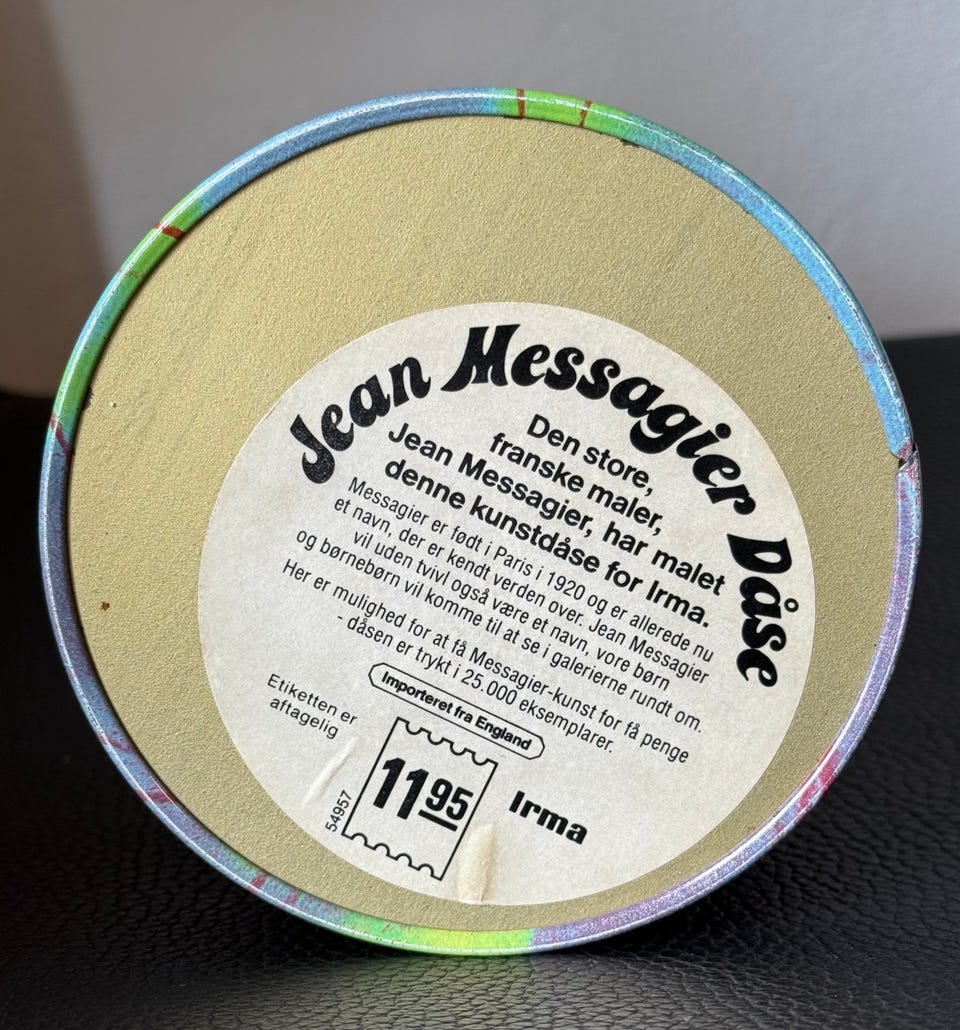 Jean Messagier Dåse
Den store,
franske maler,
Jean Messagier, har malet
denne kunstdåse for Irma.
Messagier er født i Paris i 1920 og er allerede nu
et navn, der er kendt verden over. Jean Messagier
vil uden tvivl også være et navn, vore børn
og børnebørn vil komme til at se i galerierne rundt om.
Her er mulighed for at få Messagier-kunst for få penge
- dåsen er trykt i 25.000 eksemplarer.
Importeret fra England
Etiketten er
aftagelig
54957
11 95
Irma